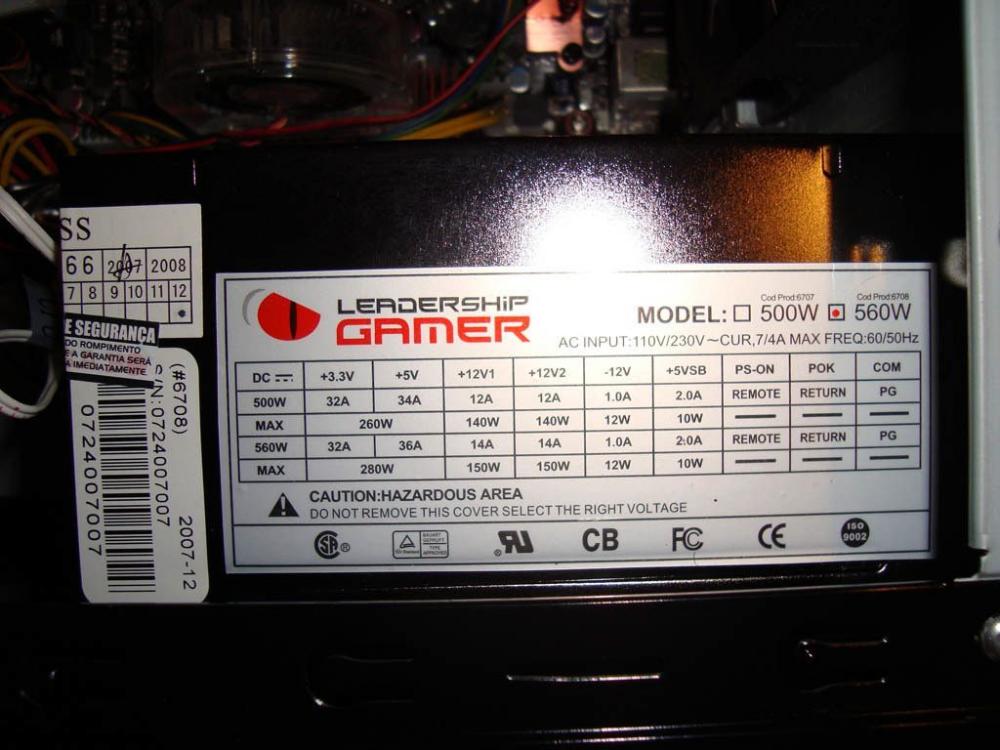 SS
66 2007 2008
7 8 9 10 11 12
E SEGURANÇA
DO ROMPIMENTO
E A GARANTIA SERÁ
A IMEDIATAMENTE
(#6708)
S/N:0724007007
2007-12
0724007007
LEADERSHIP
GAMER
Cod Prod:6707 Cod Prod:6708
MODEL: 500W 560W
AC INPUT:110V/230V~CUR,7/4A MAX FREQ:60/50Hz
DC +3.3V +5V +12V1 +12V2 -12V +5VSB PS-ON POK COM
500W 32A 34A 12A 12A 1.0A 2.0A REMOTE RETURN PG
MAX 260W 140W 140W 12W 10W
560W 32A 36A 14A 14A 1.0A 2.0A REMOTE RETURN PG
MAX 280W 150W 150W 12W 10W
CAUTION:HAZARDOUS AREA
DO NOT REMOVE THIS COVER SELECT THE RIGHT VOLTAGE
SA CB FC CE ISO 9002